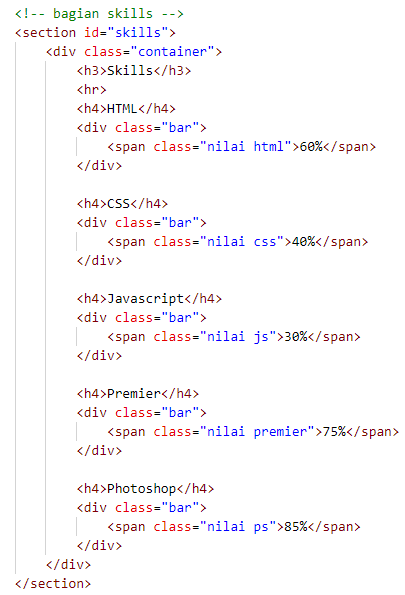 <!-- bagian skills -->
<section id="skills">
    <div class="container">
        <h3>Skills</h3>
        <hr>
        <h4>HTML</h4>
        <div class="bar">
            <span class="nilai html">60%</span>
        </div>

        <h4>CSS</h4>
        <div class="bar">
            <span class="nilai css">40%</span>
        </div>

        <h4>Javascript</h4>
        <div class="bar">
            <span class="nilai js">30%</span>
        </div>

        <h4>Premier</h4>
        <div class="bar">
            <span class="nilai premier">75%</span>
        </div>

        <h4>Photoshop</h4>
        <div class="bar">
            <span class="nilai ps">85%</span>
        </div>
    </div>
</section>